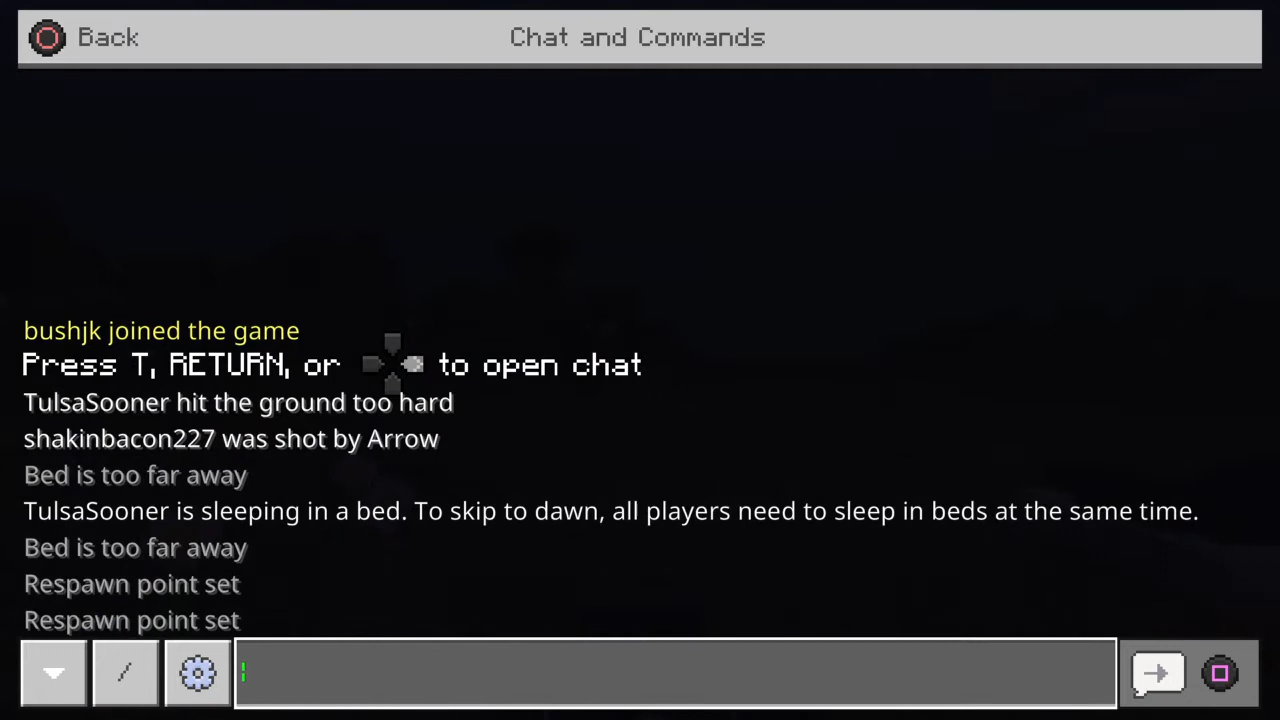 Back
Chat and Commands
bushjk joined the game
Press T, RETURN, or to open chat
TulsaSooner hit the ground too hard
shakinbacon227 was shot by Arrow
Bed is too far away
TulsaSooner is sleeping in a bed. To skip to dawn, all players need to sleep in beds at the same time.
Bed is too far away
Respawn point set
Respawn point set
/